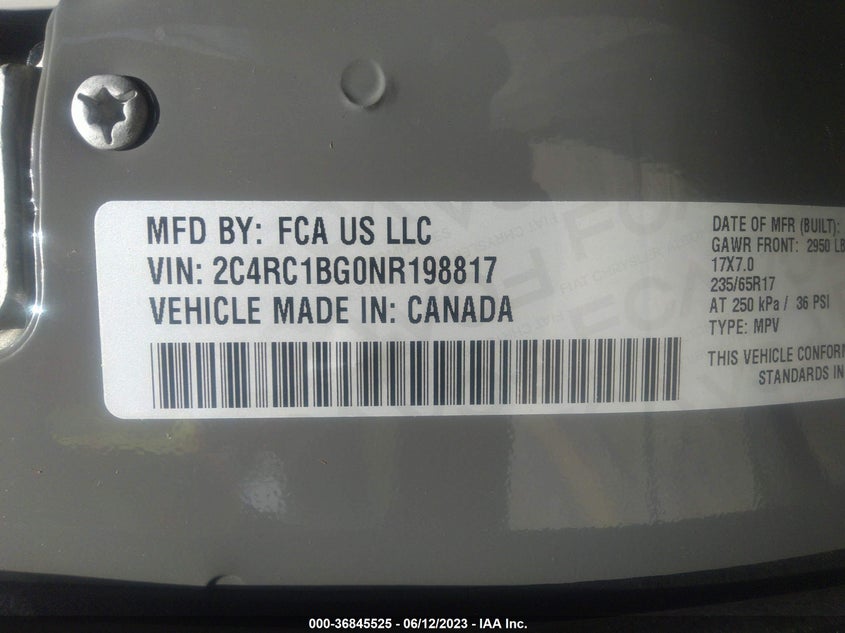 MFD BY: FCA US LLC
VIN: 2C4RC1BG0NR198817
VEHICLE MADE IN: CANADA
DATE OF MFR (BUILT):
GAWR FRONT: 2950 LB
17X7.0
235/65R17
AT 250 kPa / 36 PSI
TYPE: MPV
THIS VEHICLE CONFORM
STANDARDS IN
000-36845525 - 06/12/2023 - IAA Inc.